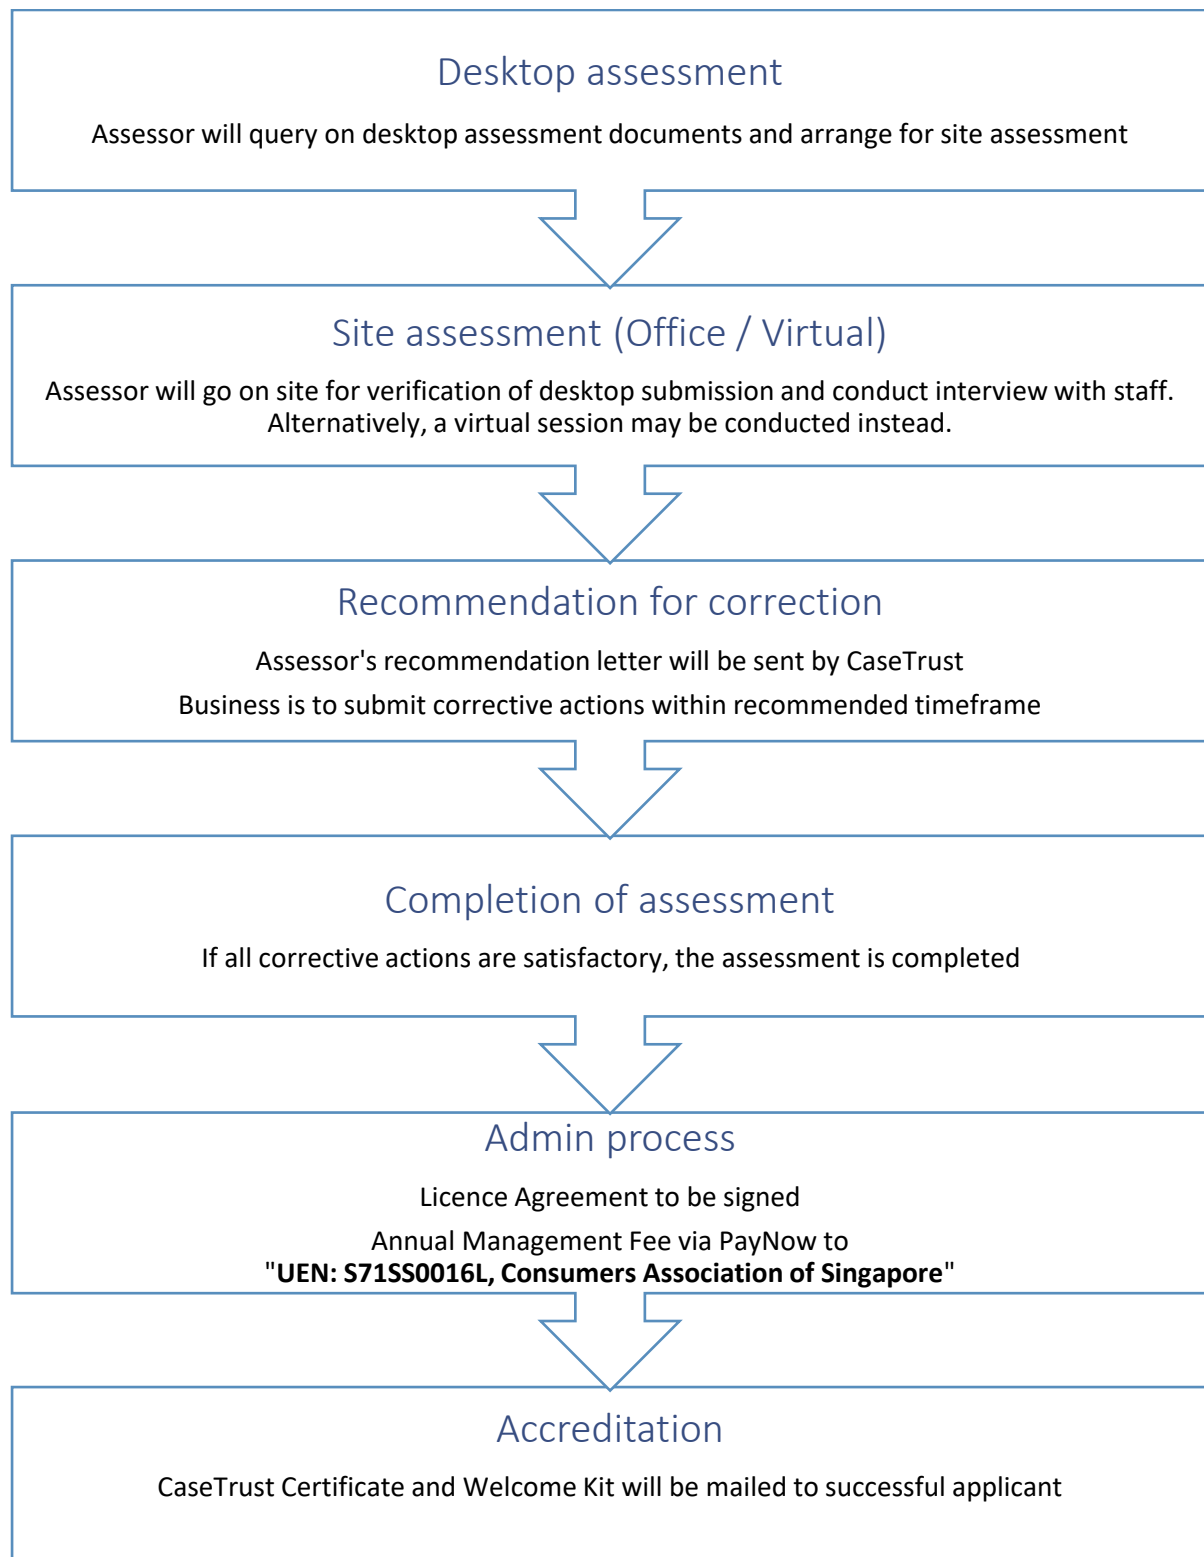 Desktop assessment
Assessor will query on desktop assessment documents and arrange for site assessment
Site assessment (Office / Virtual)
Assessor will go on site for verification of desktop submission and conduct interview with staff.
Alternatively, a virtual session may be conducted instead.
Recommendation for correction
Assessor's recommendation letter will be sent by CaseTrust
Business is to submit corrective actions within recommended timeframe
Completion of assessment
If all corrective actions are satisfactory, the assessment is completed
Admin process
Licence Agreement to be signed
Annual Management Fee via PayNow to
"UEN: S71SS0016L, Consumers Association of Singapore"
Accreditation
CaseTrust Certificate and Welcome Kit will be mailed to successful applicant